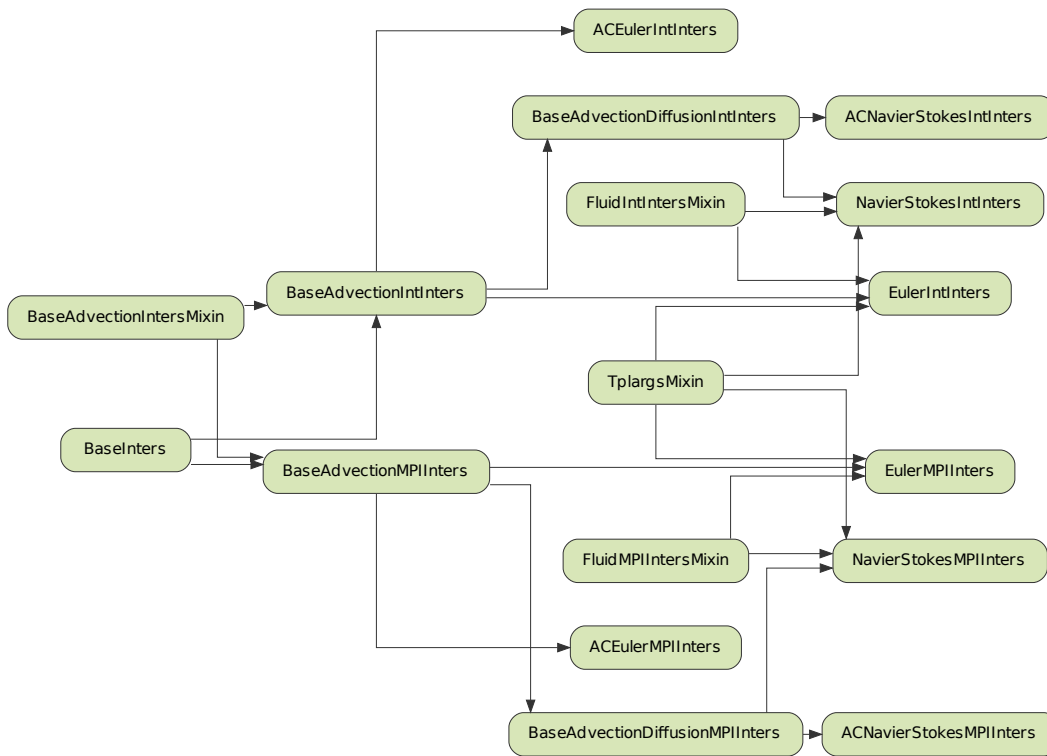 ACEulerIntInters
BaseAdvectionDiffusionIntInters
ACNavierStokesIntInters
FluidIntIntersMixin
NavierStokesIntInters
BaseAdvectionIntInters
EulerIntInters
BaseAdvectionIntersMixin
TplargsMixin
BaseInters
BaseAdvectionMPIInters
EulerMPIInters
FluidMPIIntersMixin
NavierStokesMPIInters
ACEulerMPIInters
BaseAdvectionDiffusionMPIInters
ACNavierStokesMPIInters